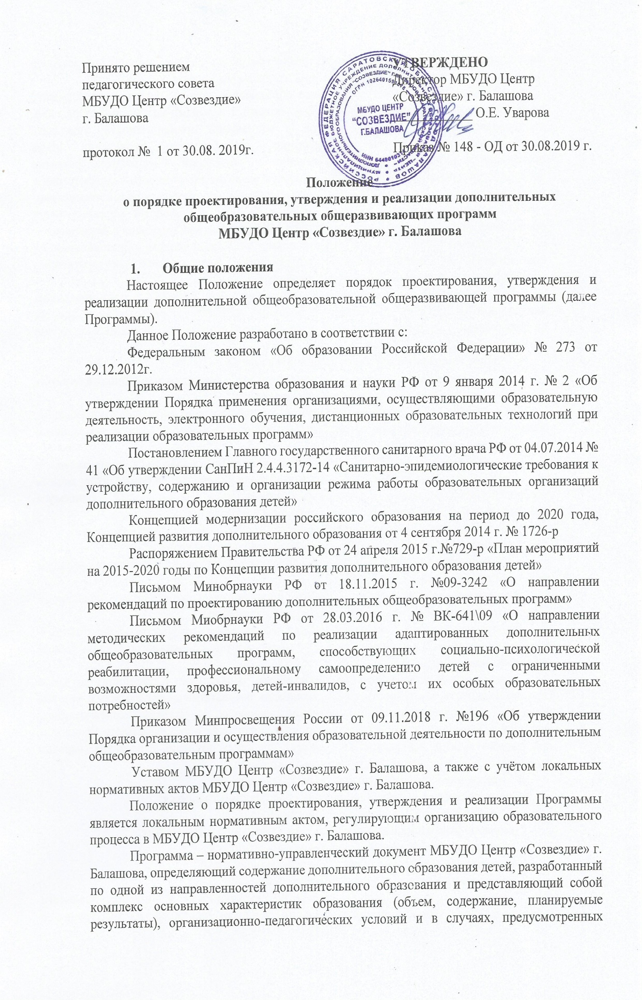 Принято решением
педагогического совета
МБУДО Центр «Созвездие»
г. Балашова
протокол № 1 от 30.08. 2019г.
УТВЕРЖДЕНО
Директор МБУДО Центр
«Созвездие» г. Балашова
О.Е. Уварова
Приказ № 148 - ОД от 30.08.2019 г.
МБУДО ЦЕНТР
"СОЗВЕЗДИЕ"
Г.БАЛАШОВА
Положение
о порядке проектирования, утверждения и реализации дополнительных
общеобразовательных общеразвивающих программ
МБУДО Центр «Созвездие» г. Балашова
1. Общие положения
Настоящее Положение определяет порядок проектирования, утверждения и
реализации дополнительной общеобразовательной общеразвивающей программы (далее
Программы).
Данное Положение разработано в соответствии с:
Федеральным законом «Об образовании Российской Федерации» № 273 от
29.12.2012г.
Приказом Министерства образования и науки РФ от 9 января 2014 г. № 2 «Об
утверждении Порядка применения организациями, осуществляющими образовательную
деятельность, электронного обучения, дистанционных образовательных технологий при
реализации образовательных программ»
Постановлением Главного государственного санитарного врача РФ от 04.07.2014 №
41 «Об утверждении СанПиН 2.4.4.3172-14 «Санитарно-эпидемиологические требования к
устройству, содержанию и организации режима работы образовательных организаций
дополнительного образования детей»
Концепцией модернизации российского образования на период до 2020 года,
Концепцией развития дополнительного образования от 4 сентября 2014 г. № 1726-р
Распоряжением Правительства РФ от 24 апреля 2015 г.№729-р «План мероприятий
на 2015-2020 годы по Концепции развития дополнительного образования детей»
Письмом Минобрнауки РФ от 18.11.2015 г. №09-3242 «О направлении
рекомендаций по проектированию дополнительных общеобразовательных программ»
Письмом Миобрнауки РФ от 28.03.2016 г. № ВК-641\09 «О направлении
методических рекомендаций по реализации адаптированных дополнительных
общеобразовательных программ, способствующих социально-психологической
реабилитации, профессиональному самоопределению детей с ограниченными
возможностями здоровья, детей-инвалидов, с учетом их особых образовательных
потребностей»
Приказом Минпросвещения России от 09.11.2018 г. №196 «Об утверждении
Порядка организации и осуществления образовательной деятельности по дополнительным
общеобразовательным программам»
Уставом МБУДО Центр «Созвездие» г. Балашова, а также с учётом локальных
нормативных актов МБУДО Центр «Созвездие» г. Балашова.
Положение о порядке проектирования, утверждения и реализации Программы
является локальным нормативным актом, регулирующим организацию образовательного
процесса в МБУДО Центр «Созвездие» г. Балашова.
Программа – нормативно-управленческий документ МБУДО Центр «Созвездие» г.
Балашова, определяющий содержание дополнительного образования детей, разработанный
по одной из направленностей дополнительного образования и представляющий собой
комплекс основных характеристик образования (объем, содержание, планируемые
результаты), организационно-педагогических условий и в случаях, предусмотренных